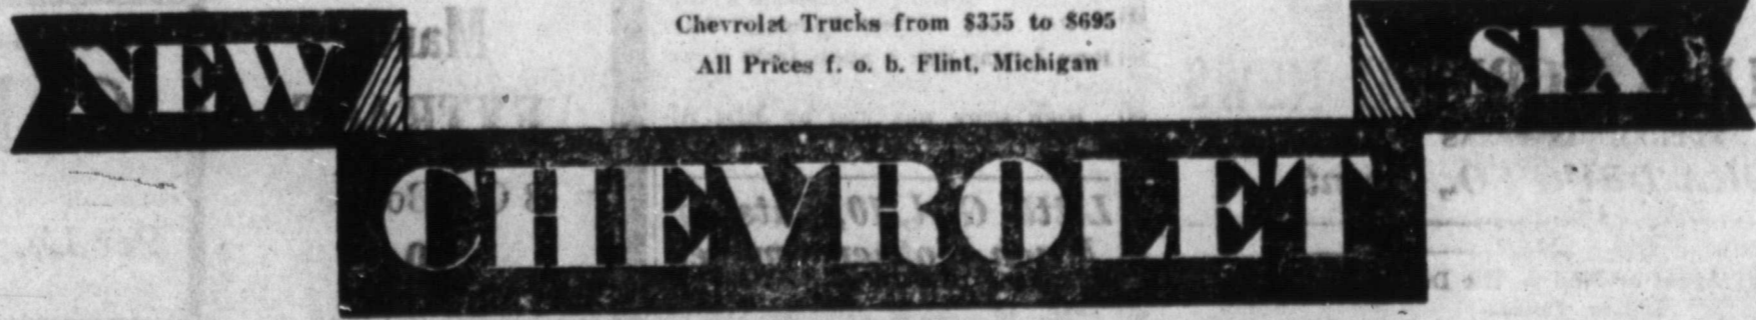 Chevrolet Trucks from $355 to $695
All Prices f. o. b. Flint, Michigan
NEW
SIX
CHEVROLET